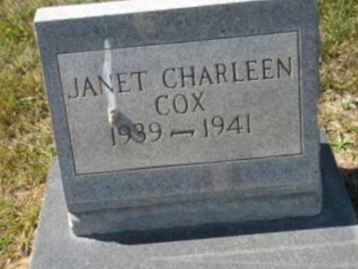 JANET CHARLEEN
COX
1939 — 1941